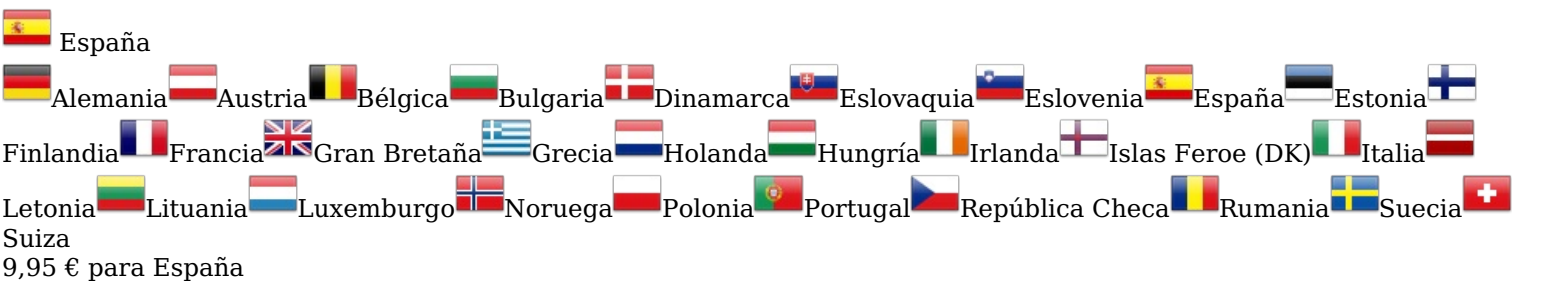 España
Alemania Austria Bélgica Bulgaria Dinamarca Eslovaquia Eslovenia España Estonia
Finlandia Francia Gran Bretaña Grecia Holanda Hungría Irlanda Islas Feroe (DK) Italia
Letonia Lituania Luxemburgo Noruega Polonia Portugal República Checa Rumania Suecia
Suiza
9,95 € para España